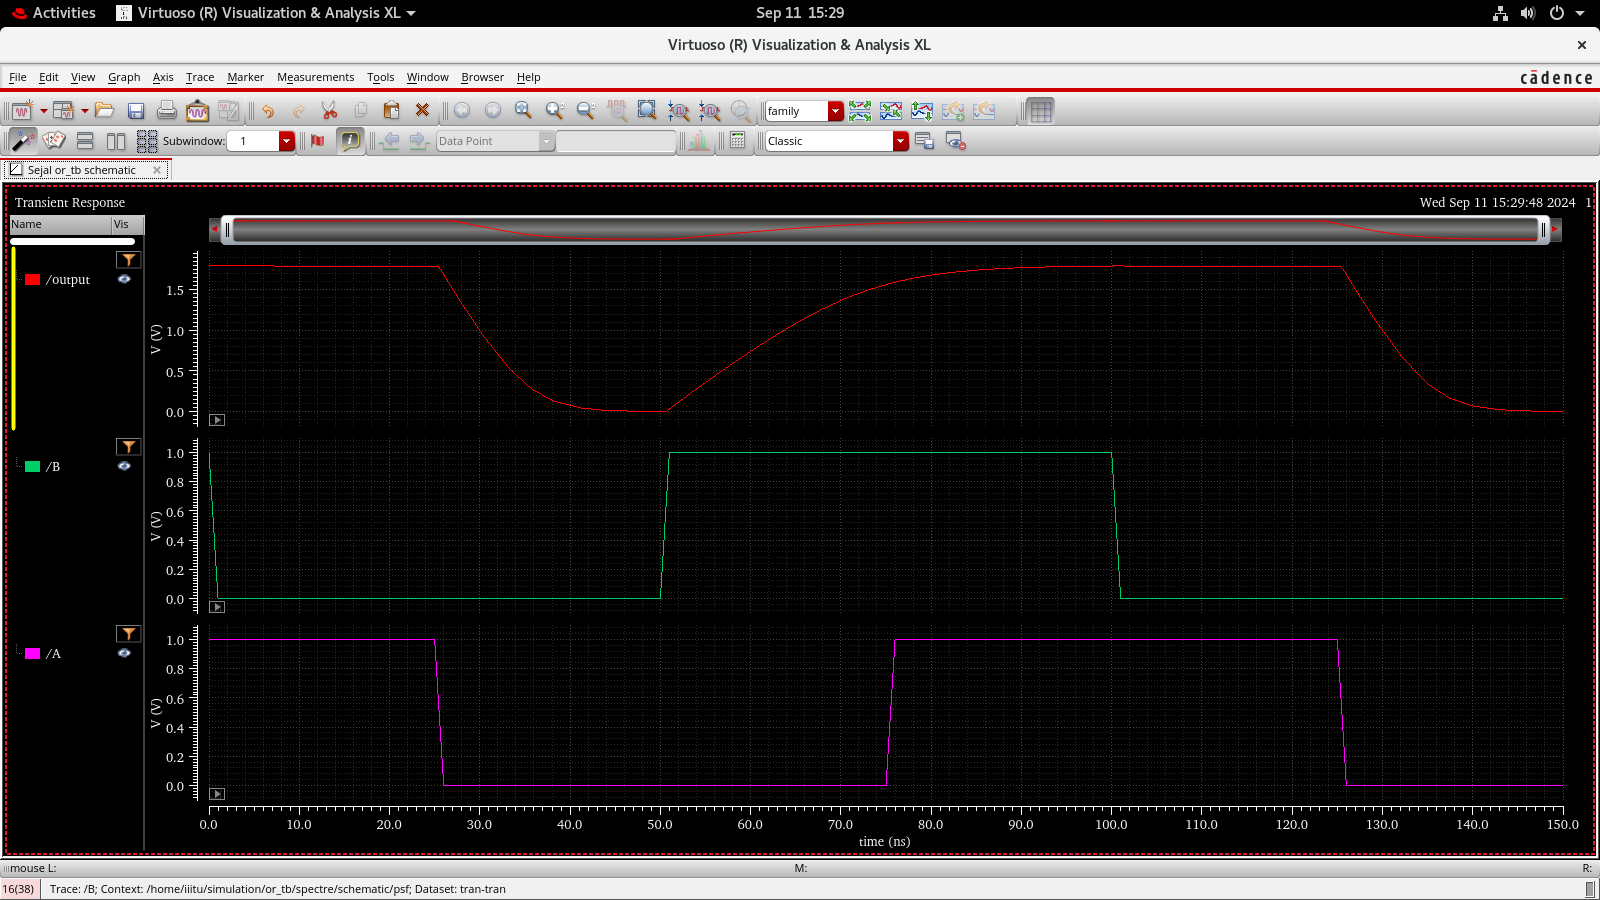 Activities Virtuoso (R) Visualization & Analysis XL Sep 11 15:29
Virtuoso (R) Visualization & Analysis XL
File Edit View Graph Axis Trace Marker Measurements Tools Window Browser Help cādence
family
Subwindow: 1 Data Point Classic
Sejal or_tb schematic
Transient Response Wed Sep 11 15:29:48 2024 1
Name Vis
/output
V (V)
1.5
1.0
0.5
0.0
/B
V (V)
1.0
0.8
0.6
0.4
0.2
0.0
/A
V (V)
1.0
0.8
0.6
0.4
0.2
0.0
0.0 10.0 20.0 30.0 40.0 50.0 60.0 70.0 80.0 90.0 100.0 110.0 120.0 130.0 140.0 150.0
time (ns)
mouse L: M: R:
16(38) Trace: /B; Context: /home/iiitu/simulation/or_tb/spectre/schematic/psf; Dataset: tran-tran